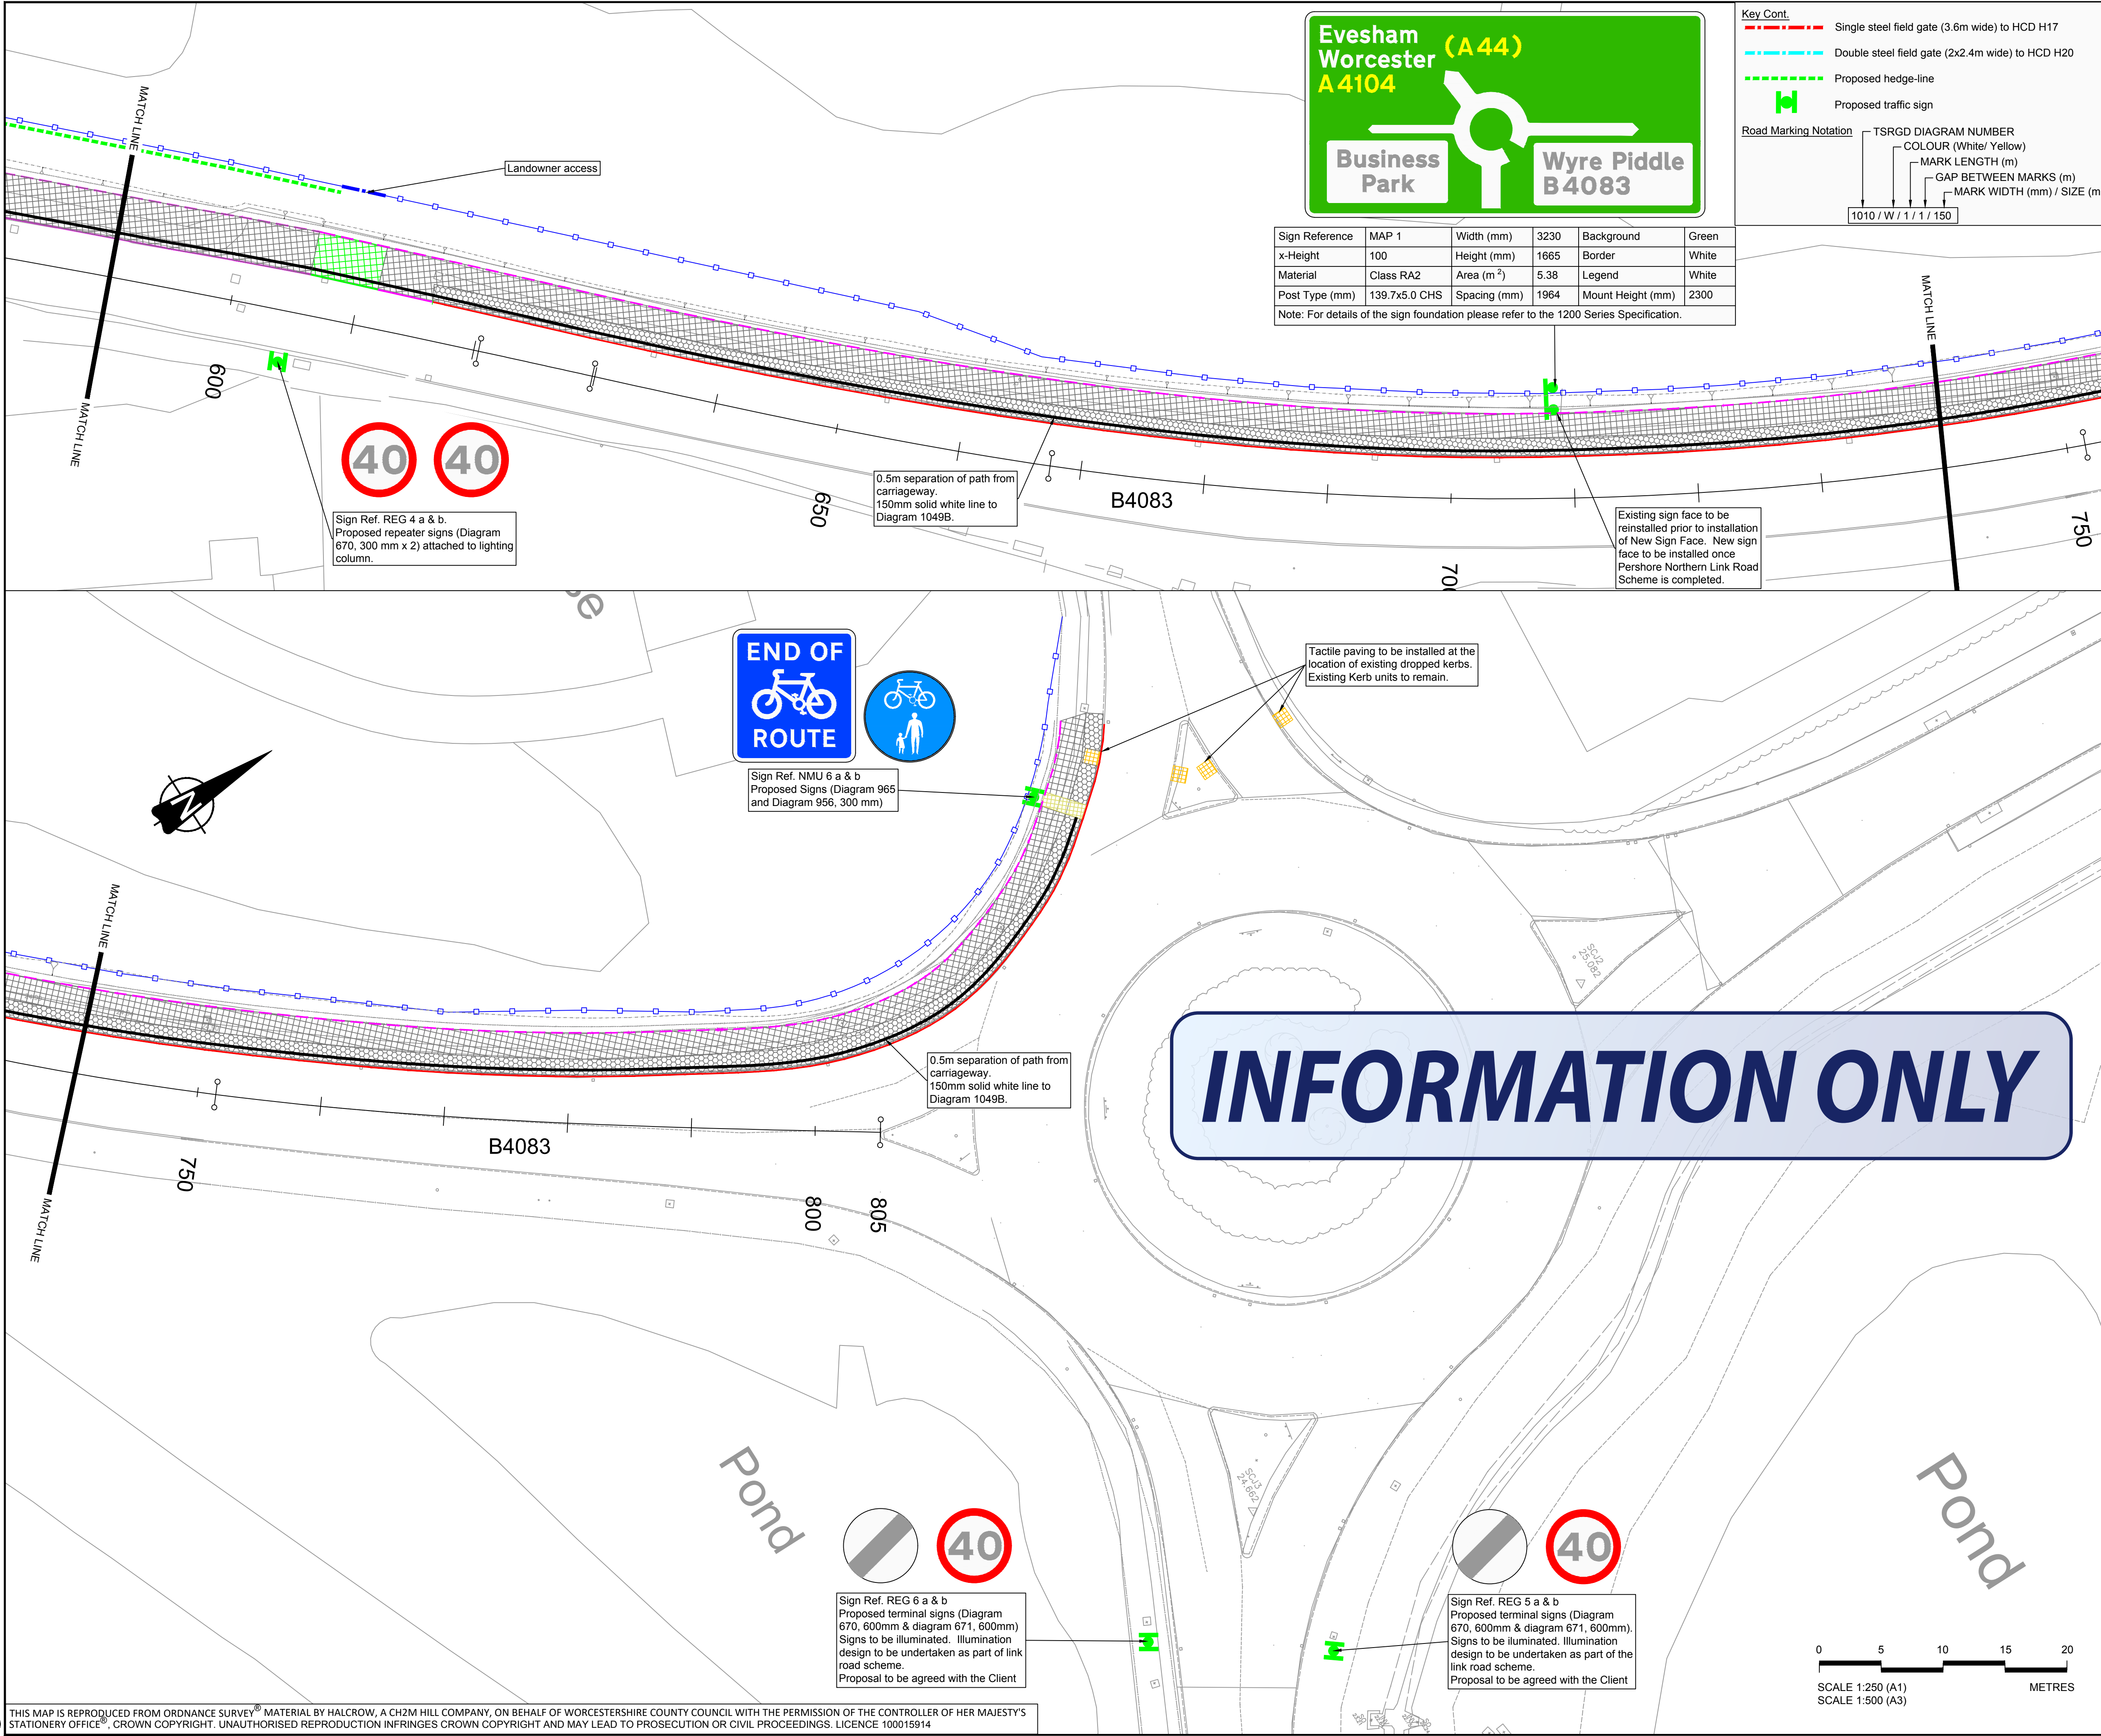 MATCH LINE
MATCH LINE
Landowner access
600
40
40
Sign Ref. REG 4 a & b.
Proposed repeater signs (Diagram
670, 300 mm x 2) attached to lighting
column.
650
0.5m separation of path from
carriageway.
150mm solid white line to
Diagram 1049B.
B4083
700
Evesham
Worcester (A44)
A4104
Business
Park
Wyre Piddle
B4083
Sign Reference MAP 1 Width (mm) 3230 Background Green
x-Height 100 Height (mm) 1665 Border White
Material Class RA2 Area (m²) 5.38 Legend White
Post Type (mm) 139.7x5.0 CHS Spacing (mm) 1964 Mount Height (mm) 2300
Note: For details of the sign foundation please refer to the 1200 Series Specification.
Existing sign face to be
reinstalled prior to installation
of New Sign Face. New sign
face to be installed once
Pershore Northern Link Road
Scheme is completed.
MATCH LINE
750
Key Cont.
Single steel field gate (3.6m wide) to HCD H17
Double steel field gate (2x2.4m wide) to HCD H20
Proposed hedge-line
Proposed traffic sign
Road Marking Notation
TSRGD DIAGRAM NUMBER
COLOUR (White/ Yellow)
MARK LENGTH (m)
GAP BETWEEN MARKS (m)
MARK WIDTH (mm) / SIZE (m
1010 / W / 1 / 1 / 150
se
END OF
ROUTE
Sign Ref. NMU 6 a & b
Proposed Signs (Diagram 965
and Diagram 956, 300 mm)
Tactile paving to be installed at the
location of existing dropped kerbs.
Existing Kerb units to remain.
N
MATCH LINE
MATCH LINE
0.5m separation of path from
carriageway.
150mm solid white line to
Diagram 1049B.
B4083
750
800
805
SCJ2
25.082
INFORMATION ONLY
SCJ3
24.662
Pond
Pond
40
Sign Ref. REG 6 a & b
Proposed terminal signs (Diagram
670, 600mm & diagram 671, 600mm)
Signs to be illuminated. Illumination
design to be undertaken as part of link
road scheme.
Proposal to be agreed with the Client
40
Sign Ref. REG 5 a & b
Proposed terminal signs (Diagram
670, 600mm & diagram 671, 600mm).
Signs to be iluminated. Illumination
design to be undertaken as part of the
link road scheme.
Proposal to be agreed with the Client
0 5 10 15 20
SCALE 1:250 (A1) METRES
SCALE 1:500 (A3)
THIS MAP IS REPRODUCED FROM ORDNANCE SURVEY® MATERIAL BY HALCROW, A CH2M HILL COMPANY, ON BEHALF OF WORCESTERSHIRE COUNTY COUNCIL WITH THE PERMISSION OF THE CONTROLLER OF HER MAJESTY'S
STATIONERY OFFICE®, CROWN COPYRIGHT. UNAUTHORISED REPRODUCTION INFRINGES CROWN COPYRIGHT AND MAY LEAD TO PROSECUTION OR CIVIL PROCEEDINGS. LICENCE 100015914